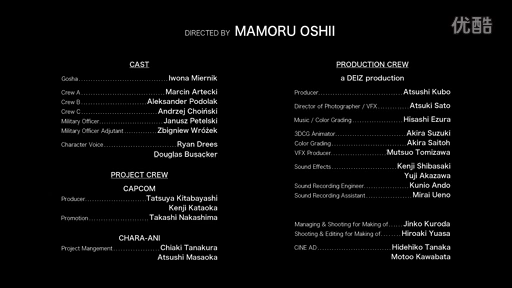 优酷
DIRECTED BY MAMORU OSHII
CAST
Gosha Iwona Miernik
Crew A Marcin Artecki
Crew B Aleksander Podolak
Crew C Andrzej Choiński
Military Officer Janusz Petelski
Military Officer Adjutant Zbigniew Wróżek
Character Voice Ryan Drees
Douglas Busacker
PROJECT CREW
CAPCOM
Producer Tatsuya Kitabayashi
Kenji Kataoka
Promotion Takashi Nakashima
CHARA-ANI
Project Mangement Chiaki Tanakura
Atsushi Masaoka
PRODUCTION CREW
a DEIZ production
Producer Atsushi Kubo
Director of Photographer / VFX Atsuki Sato
Music / Color Grading Hisashi Ezura
3DCG Animator Akira Suzuki
Color Grading Akira Saitoh
VFX Producer Mutsuo Tomizawa
Sound Effects Kenji Shibasaki
Yuji Akazawa
Sound Recording Engineer Kunio Ando
Sound Recording Assistant Mirai Ueno
Managing & Shooting for Making of Jinko Kuroda
Shooting & Editing for Making of Hiroaki Yuasa
CINE AD Hidehiko Tanaka
Motoo Kawabata